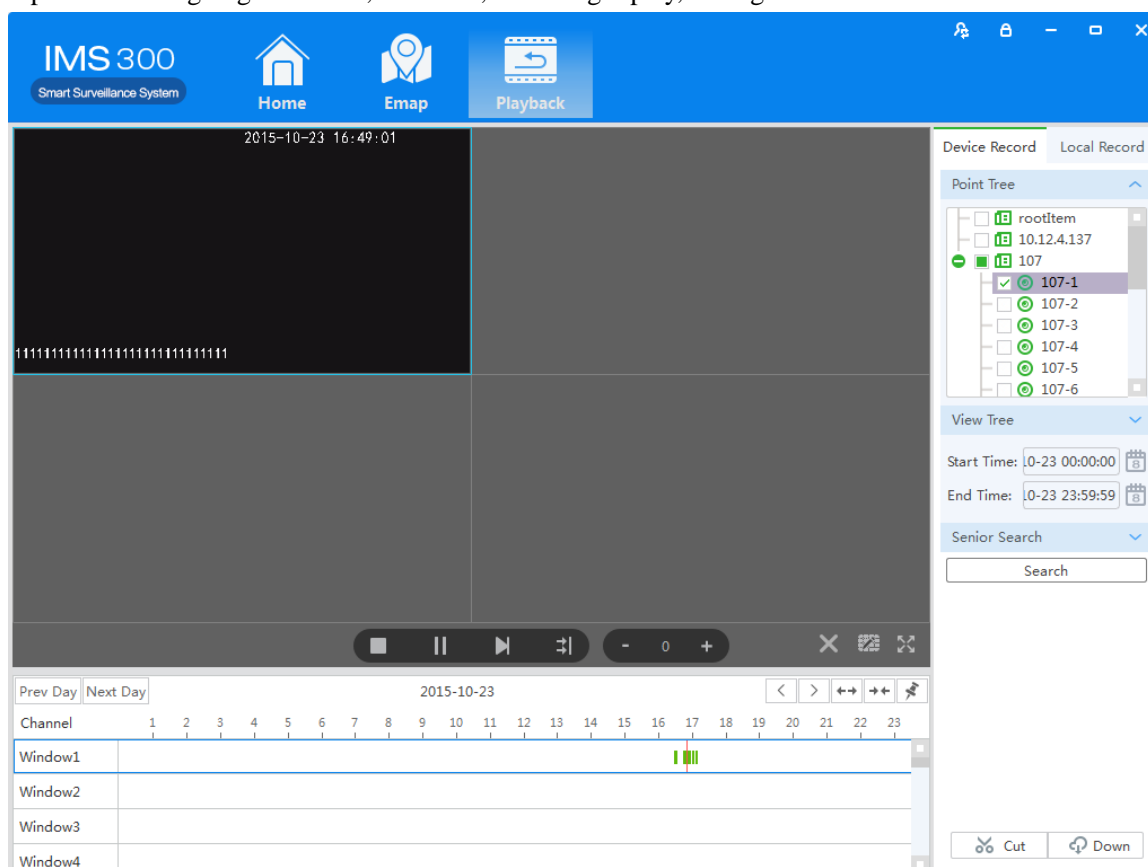 IMS 300
Smart Surveillance System
Home
Emap
Playback
2015-10-23 16:49:01
Device Record
Local Record
Point Tree
rootItem
10.12.4.137
107
107-1
107-2
107-3
107-4
107-5
107-6
View Tree
Start Time: 10-23 00:00:00
End Time: 10-23 23:59:59
Senior Search
Search
- 0 +
Prev Day Next Day 2015-10-23
Channel 1 2 3 4 5 6 7 8 9 10 11 12 13 14 15 16 17 18 19 20 21 22 23
Window1
Window2
Window3
Window4
Cut
Down